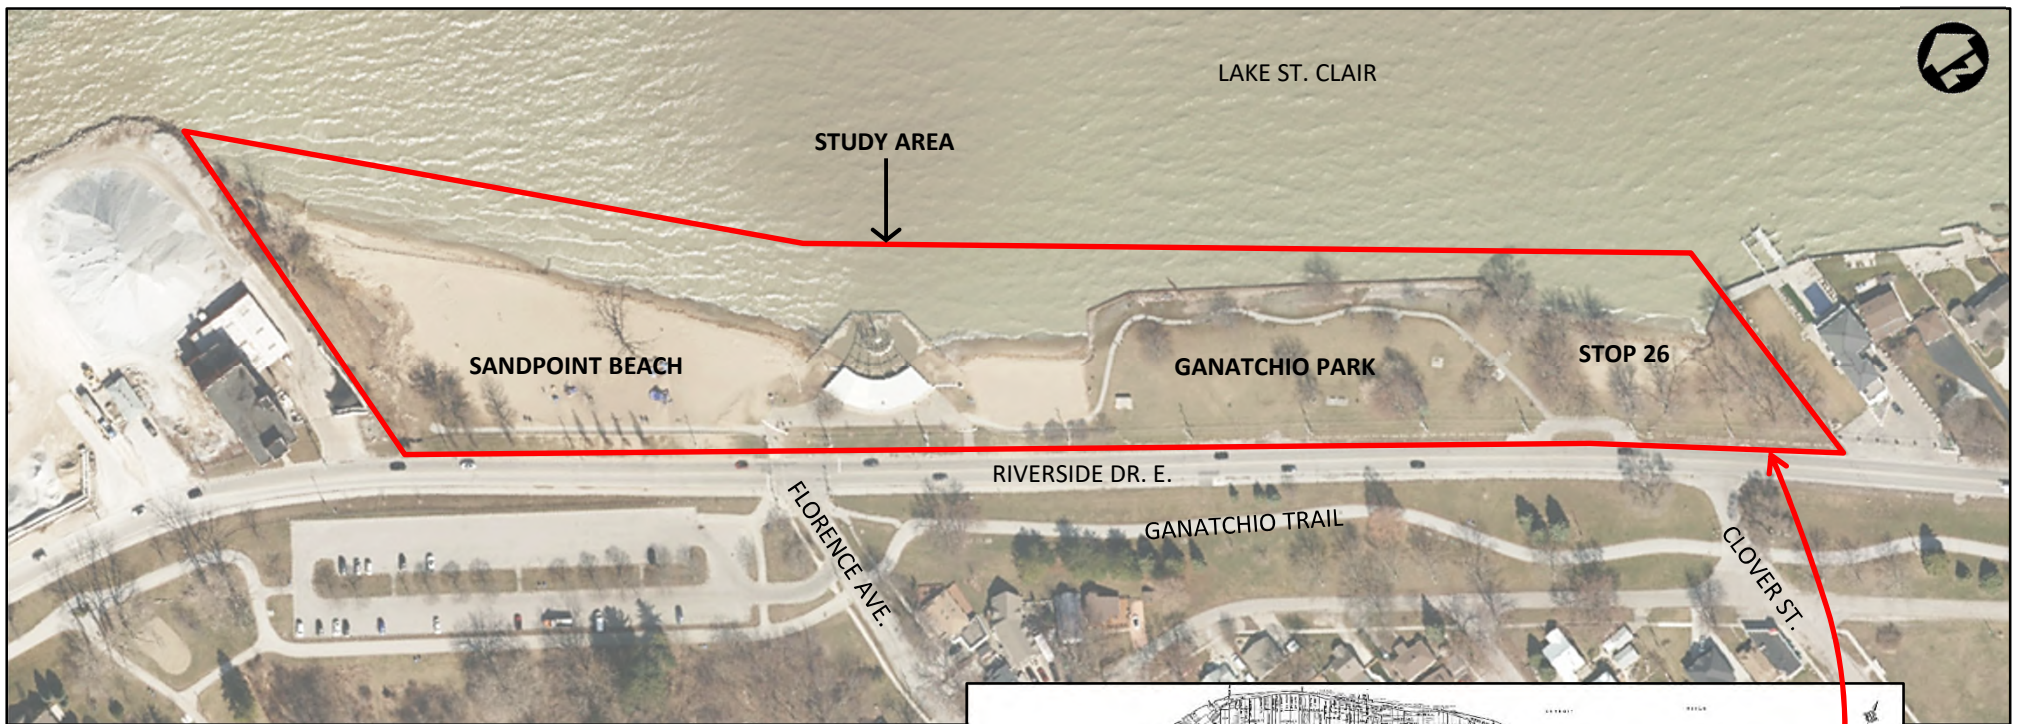 LAKE ST. CLAIR
STUDY AREA
SANDPOINT BEACH
GANATCHIO PARK
STOP 26
RIVERSIDE DR. E.
FLORENCE AVE.
GANATCHIO TRAIL
CLOVER ST.